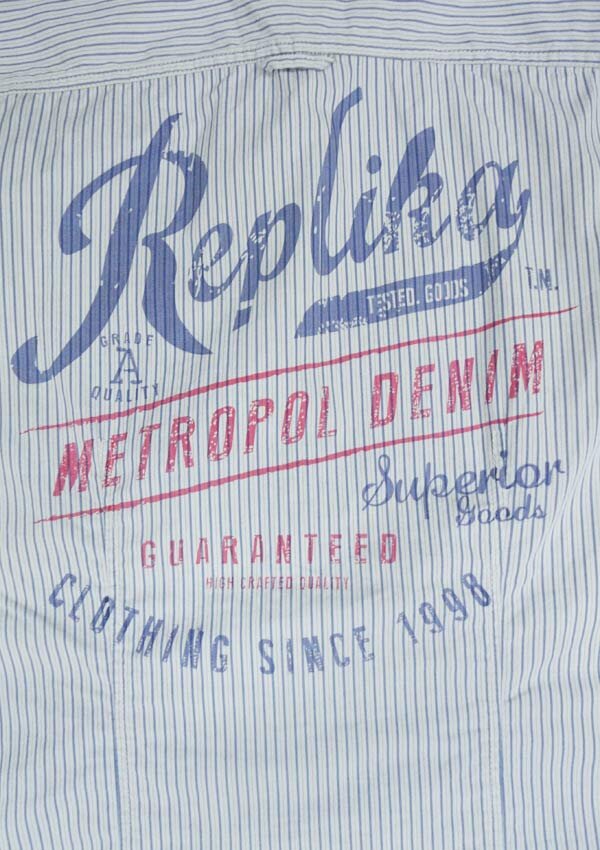 Replika
TESTED. GOODS
T.M.
GRADE
A
QUALITY
METROPOL DENIM
Superior
Goods
GUARANTEED
HIGH CRAFTED QUALITY
CLOTHING SINCE 1998